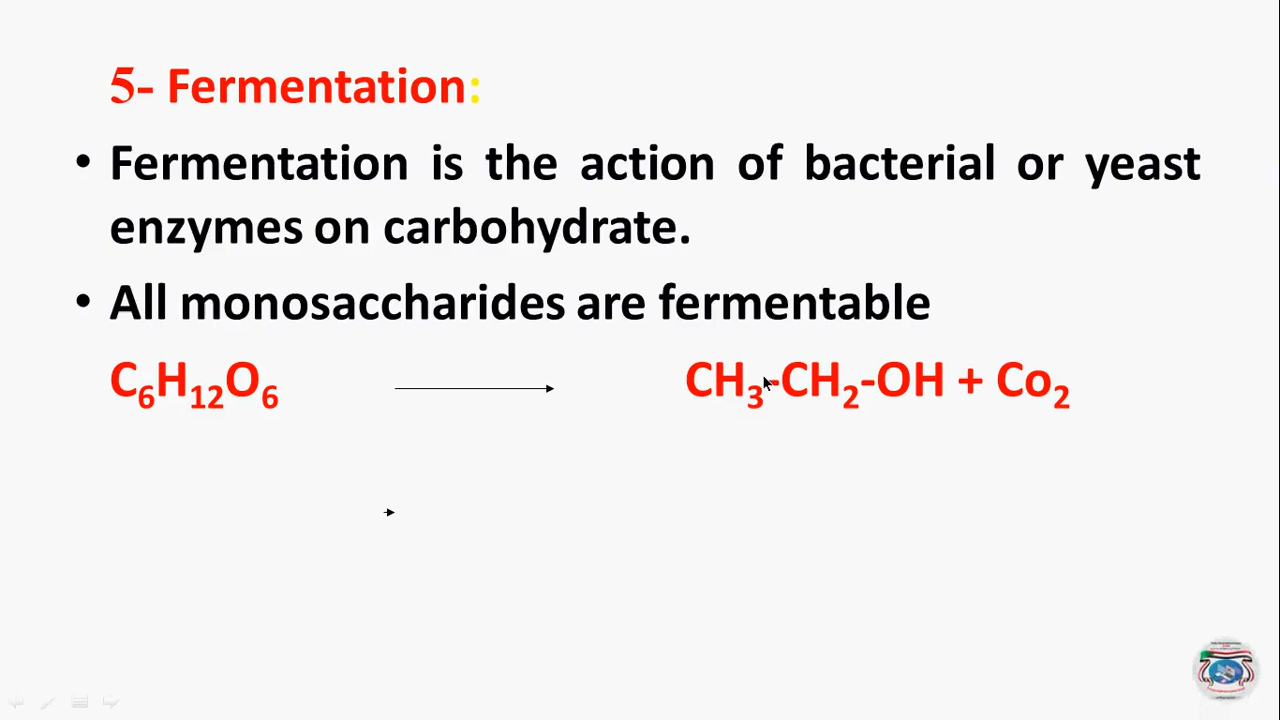 5- Fermentation:
• Fermentation is the action of bacterial or yeast
enzymes on carbohydrate.
• All monosaccharides are fermentable
C₆H₁₂O₆ → CH₃-CH₂-OH + Co₂